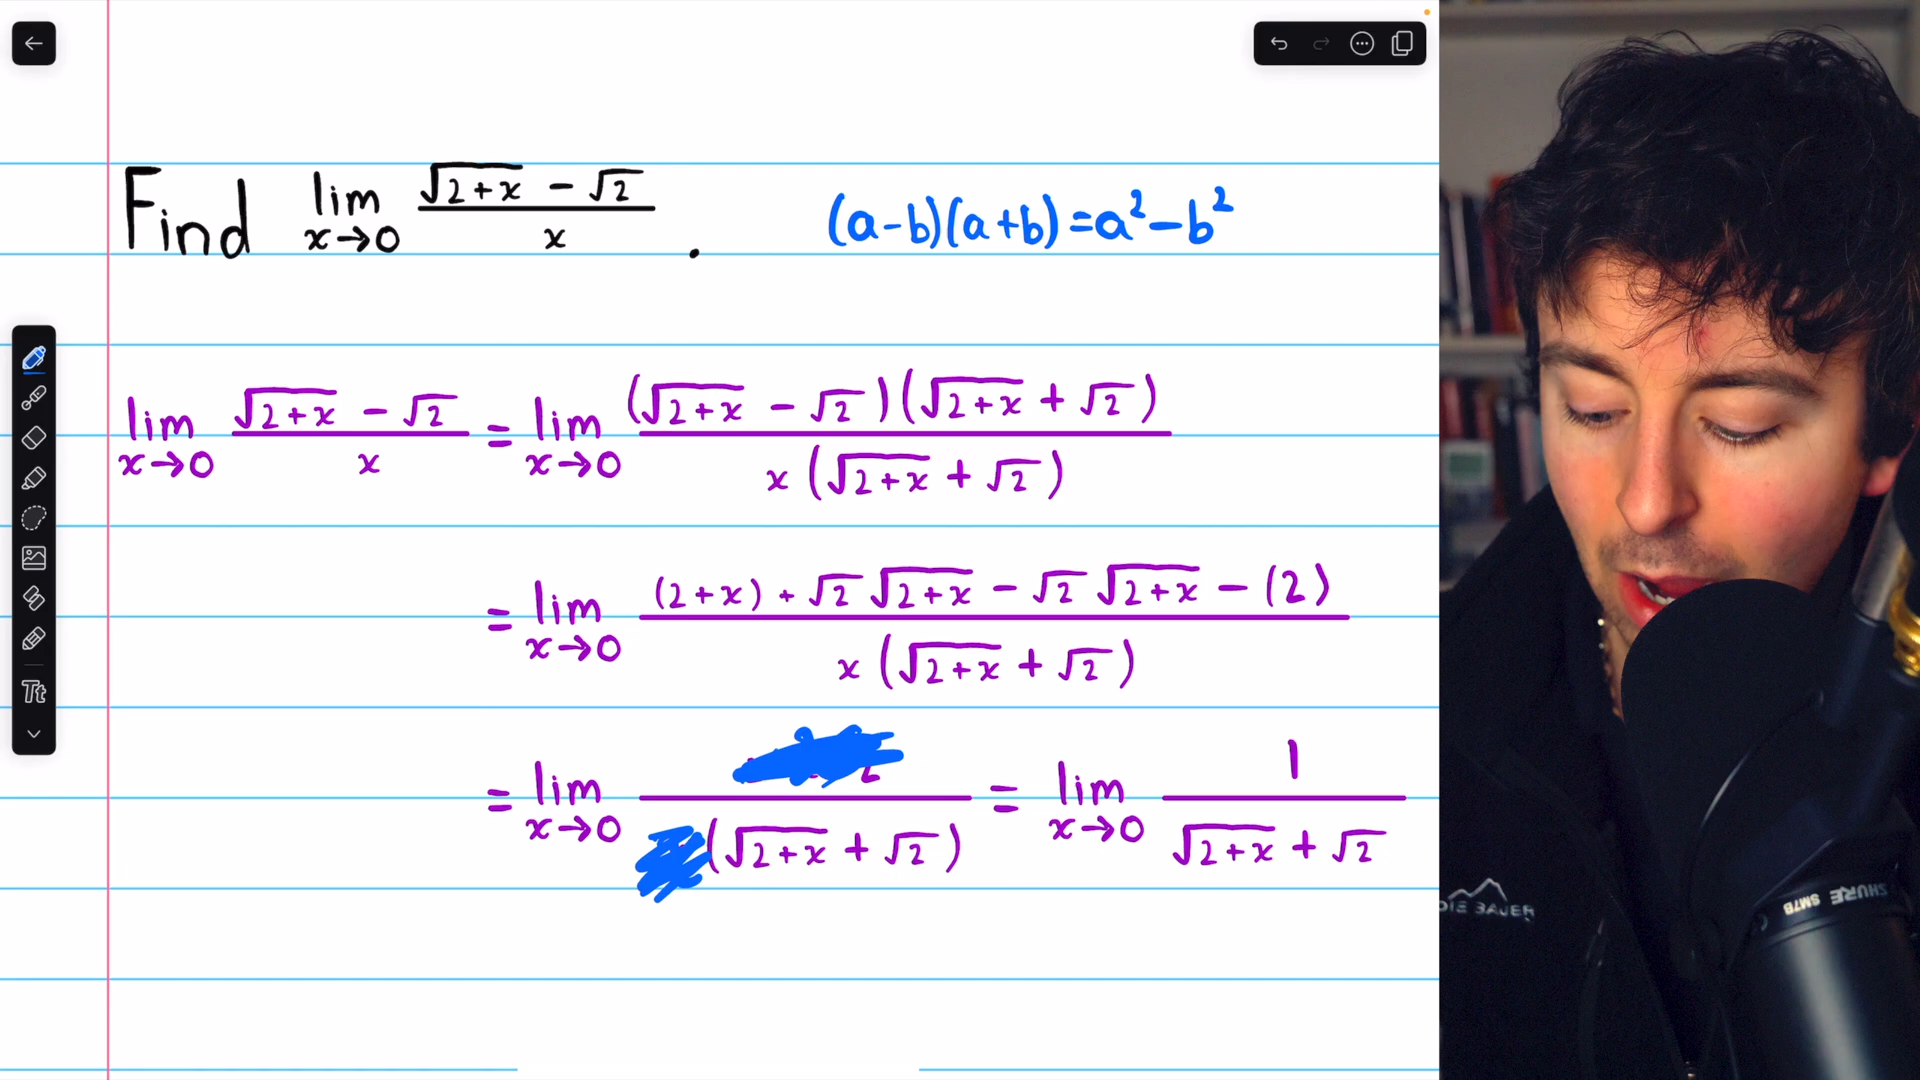 Find lim x→0 (√(2+x) − √2)/x . (a-b)(a+b)=a²−b²
lim x→0 (√(2+x) − √2)/x = lim x→0 ((√(2+x) − √2)(√(2+x) + √2))/(x(√(2+x) + √2))
= lim x→0 ((2+x) + √2 √(2+x) − √2 √(2+x) − (2))/(x(√(2+x) + √2))
= lim x→0 /((√(2+x) + √2)) = lim x→0 1/(√(2+x) + √2)
Tt
SHURE
SM7B